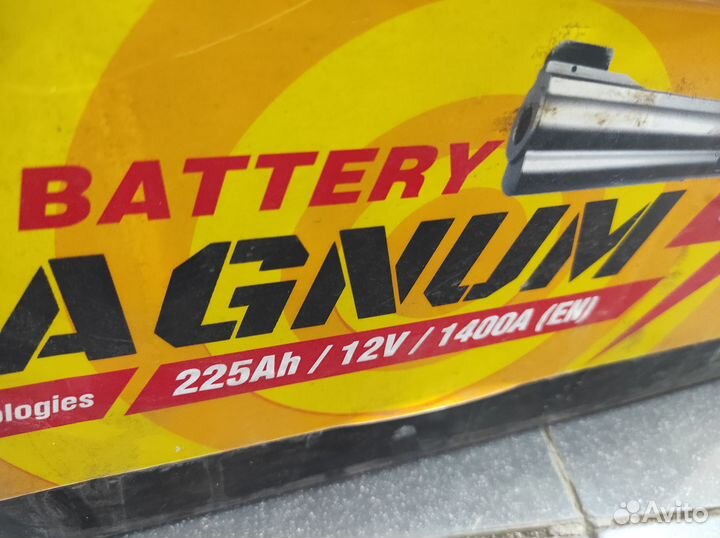 BATTERY
AGNUM
225Ah / 12V / 1400A (EN)
ologies
Avito